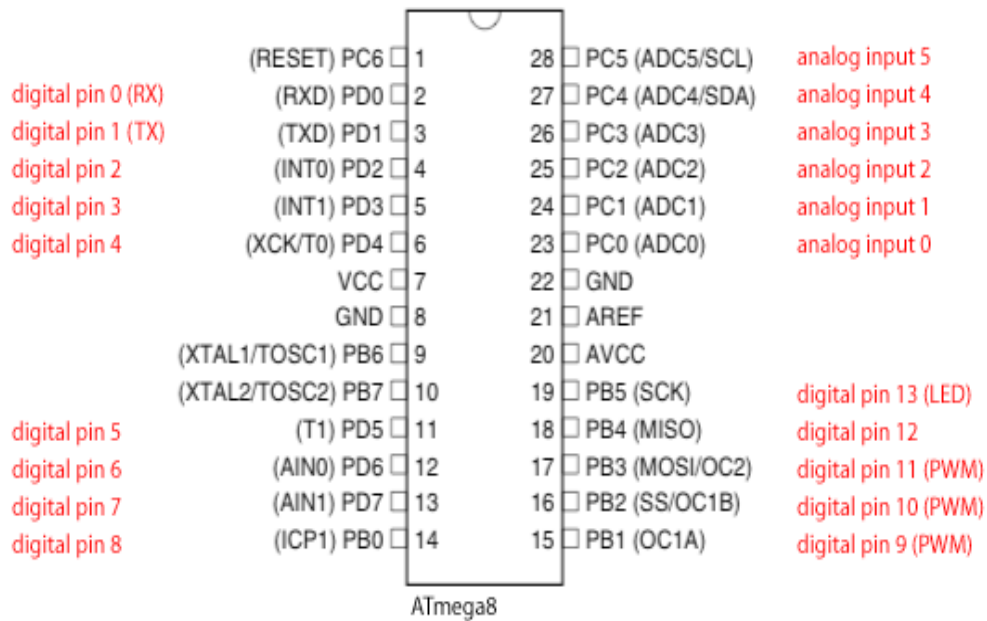 (RESET) PC6 1 28 PC5 (ADC5/SCL) analog input 5
digital pin 0 (RX) (RXD) PD0 2 27 PC4 (ADC4/SDA) analog input 4
digital pin 1 (TX) (TXD) PD1 3 26 PC3 (ADC3) analog input 3
digital pin 2 (INT0) PD2 4 25 PC2 (ADC2) analog input 2
digital pin 3 (INT1) PD3 5 24 PC1 (ADC1) analog input 1
digital pin 4 (XCK/T0) PD4 6 23 PC0 (ADC0) analog input 0
VCC 7 22 GND
GND 8 21 AREF
(XTAL1/TOSC1) PB6 9 20 AVCC
(XTAL2/TOSC2) PB7 10 19 PB5 (SCK) digital pin 13 (LED)
digital pin 5 (T1) PD5 11 18 PB4 (MISO) digital pin 12
digital pin 6 (AIN0) PD6 12 17 PB3 (MOSI/OC2) digital pin 11 (PWM)
digital pin 7 (AIN1) PD7 13 16 PB2 (SS/OC1B) digital pin 10 (PWM)
digital pin 8 (ICP1) PB0 14 15 PB1 (OC1A) digital pin 9 (PWM)
ATmega8